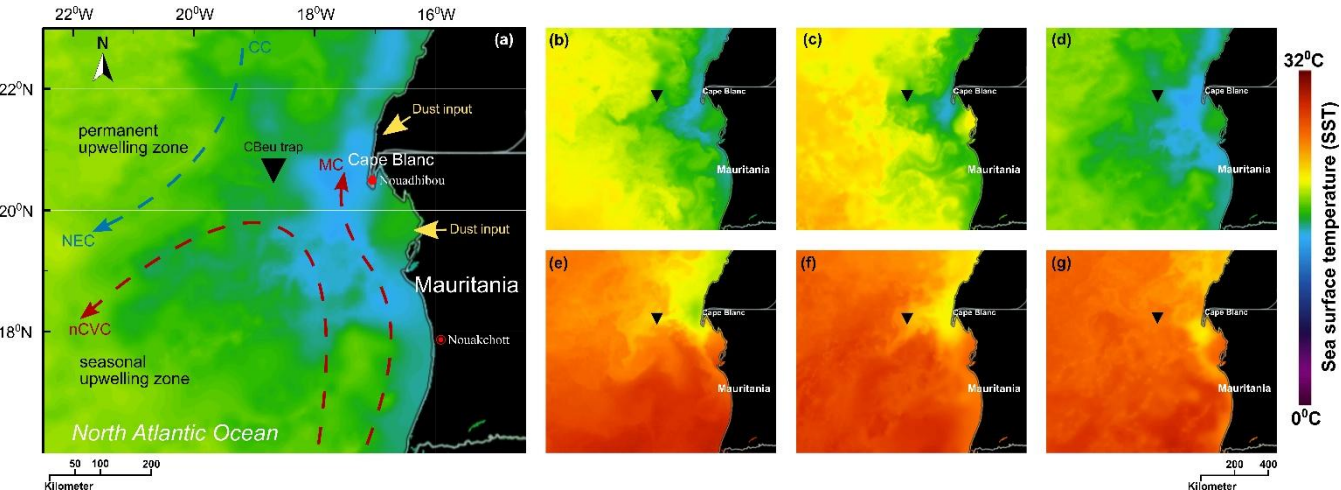 22⁰W 20⁰W 18⁰W 16⁰W
(a)
N
CC
22⁰N
Dust input
permanent
upwelling zone
CBeu trap
MC
Cape Blanc
Nouadhibou
20⁰N
Dust input
NEC
Mauritania
nCVC
18⁰N
Nouakchott
seasonal
upwelling zone
North Atlantic Ocean
50 100 200
Kilometer
(b)
Cape Blanc
Mauritania
(c)
Cape Blanc
Mauritania
(d)
Cape Blanc
Mauritania
(e)
Cape Blanc
Mauritania
(f)
Cape Blanc
Mauritania
(g)
Cape Blanc
Mauritania
32⁰C
Sea surface temperature (SST)
0⁰C
200 400
Kilometer